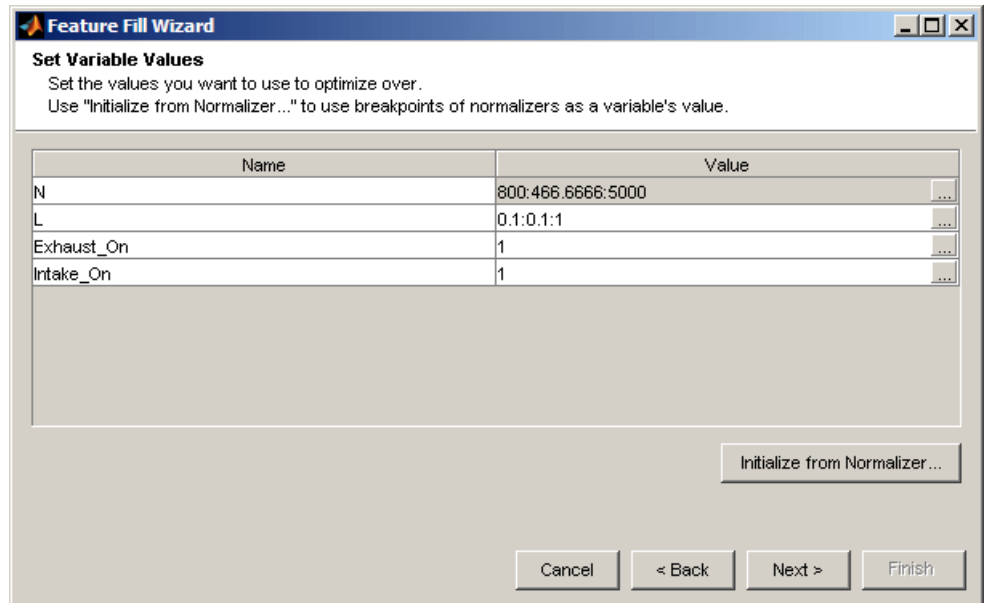 Feature Fill Wizard
Set Variable Values
Set the values you want to use to optimize over.
Use "Initialize from Normalizer..." to use breakpoints of normalizers as a variable's value.
Name Value
N 800:466.6666:5000 ...
L 0.1:0.1:1 ...
Exhaust_On 1 ...
Intake_On 1 ...
Initialize from Normalizer...
Cancel < Back Next > Finish